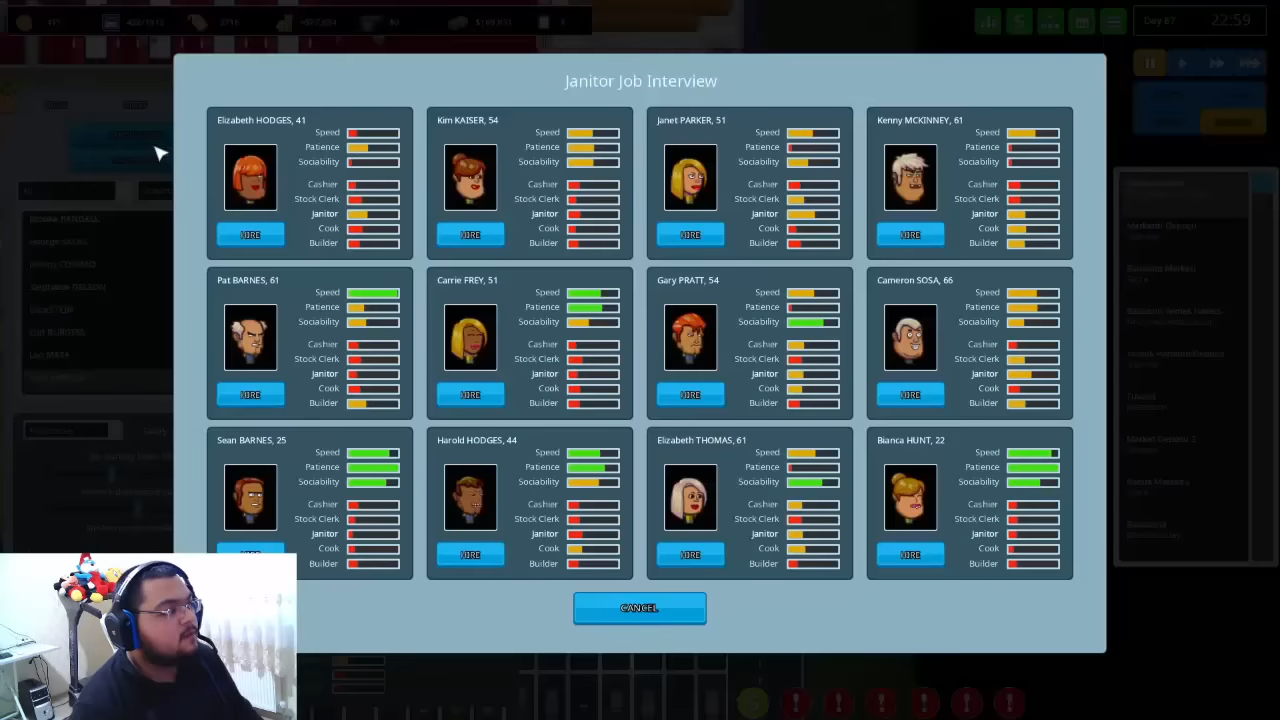 Day 87
22:59
Janitor Job Interview
Elizabeth HODGES, 41
Speed
Patience
Sociability
Cashier
Stock Clerk
Janitor
Cook
Builder
HIRE
Kim KAISER, 54
Speed
Patience
Sociability
Cashier
Stock Clerk
Janitor
Cook
Builder
HIRE
Janet PARKER, 51
Speed
Patience
Sociability
Cashier
Stock Clerk
Janitor
Cook
Builder
HIRE
Kenny MCKINNEY, 61
Speed
Patience
Sociability
Cashier
Stock Clerk
Janitor
Cook
Builder
HIRE
Pat BARNES, 61
Speed
Patience
Sociability
Cashier
Stock Clerk
Janitor
Cook
Builder
HIRE
Carrie FREY, 51
Speed
Patience
Sociability
Cashier
Stock Clerk
Janitor
Cook
Builder
HIRE
Gary PRATT, 54
Speed
Patience
Sociability
Cashier
Stock Clerk
Janitor
Cook
Builder
HIRE
Cameron SOSA, 66
Speed
Patience
Sociability
Cashier
Stock Clerk
Janitor
Cook
Builder
HIRE
Sean BARNES, 25
Speed
Patience
Sociability
Cashier
Stock Clerk
Janitor
Cook
Builder
Harold HODGES, 44
Speed
Patience
Sociability
Cashier
Stock Clerk
Janitor
Cook
Builder
HIRE
Elizabeth THOMAS, 61
Speed
Patience
Sociability
Cashier
Stock Clerk
Janitor
Cook
Builder
HIRE
Bianca HUNT, 22
Speed
Patience
Sociability
Cashier
Stock Clerk
Janitor
Cook
Builder
HIRE
CANCEL